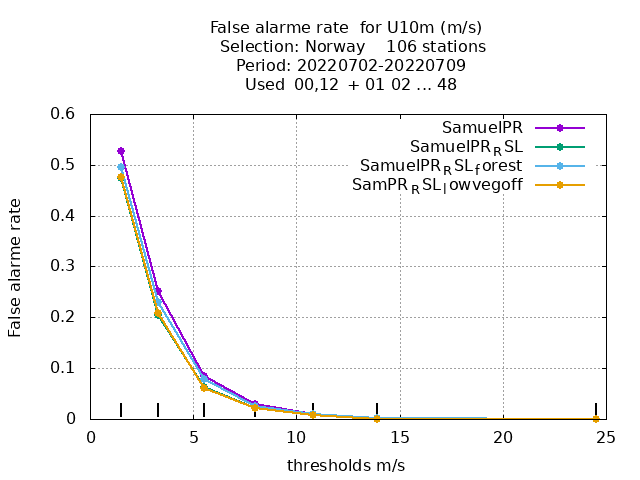 False alarme rate  for U10m (m/s)
Selection: Norway    106 stations
Period: 20220702-20220709
Used  00,12  + 01 02 ... 48
SamuelPR
SamuelPR_RSL
SamuelPR_RSL_forest
SamPR_RSL_lowvegoff
False alarme rate
0.6
0.5
0.4
0.3
0.2
0.1
0
0 5 10 15 20 25
thresholds m/s